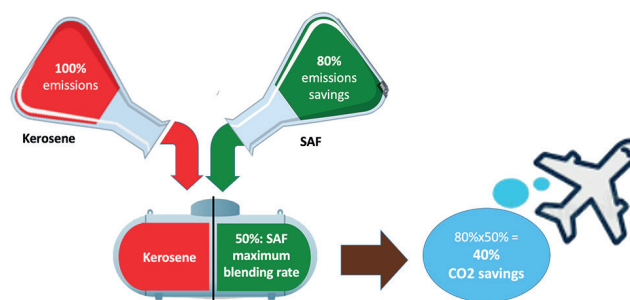 100%
emissions
Kerosene
80%
emissions
savings
SAF
Kerosene
50%: SAF
maximum
blending rate
80%x50% =
40%
CO2 savings